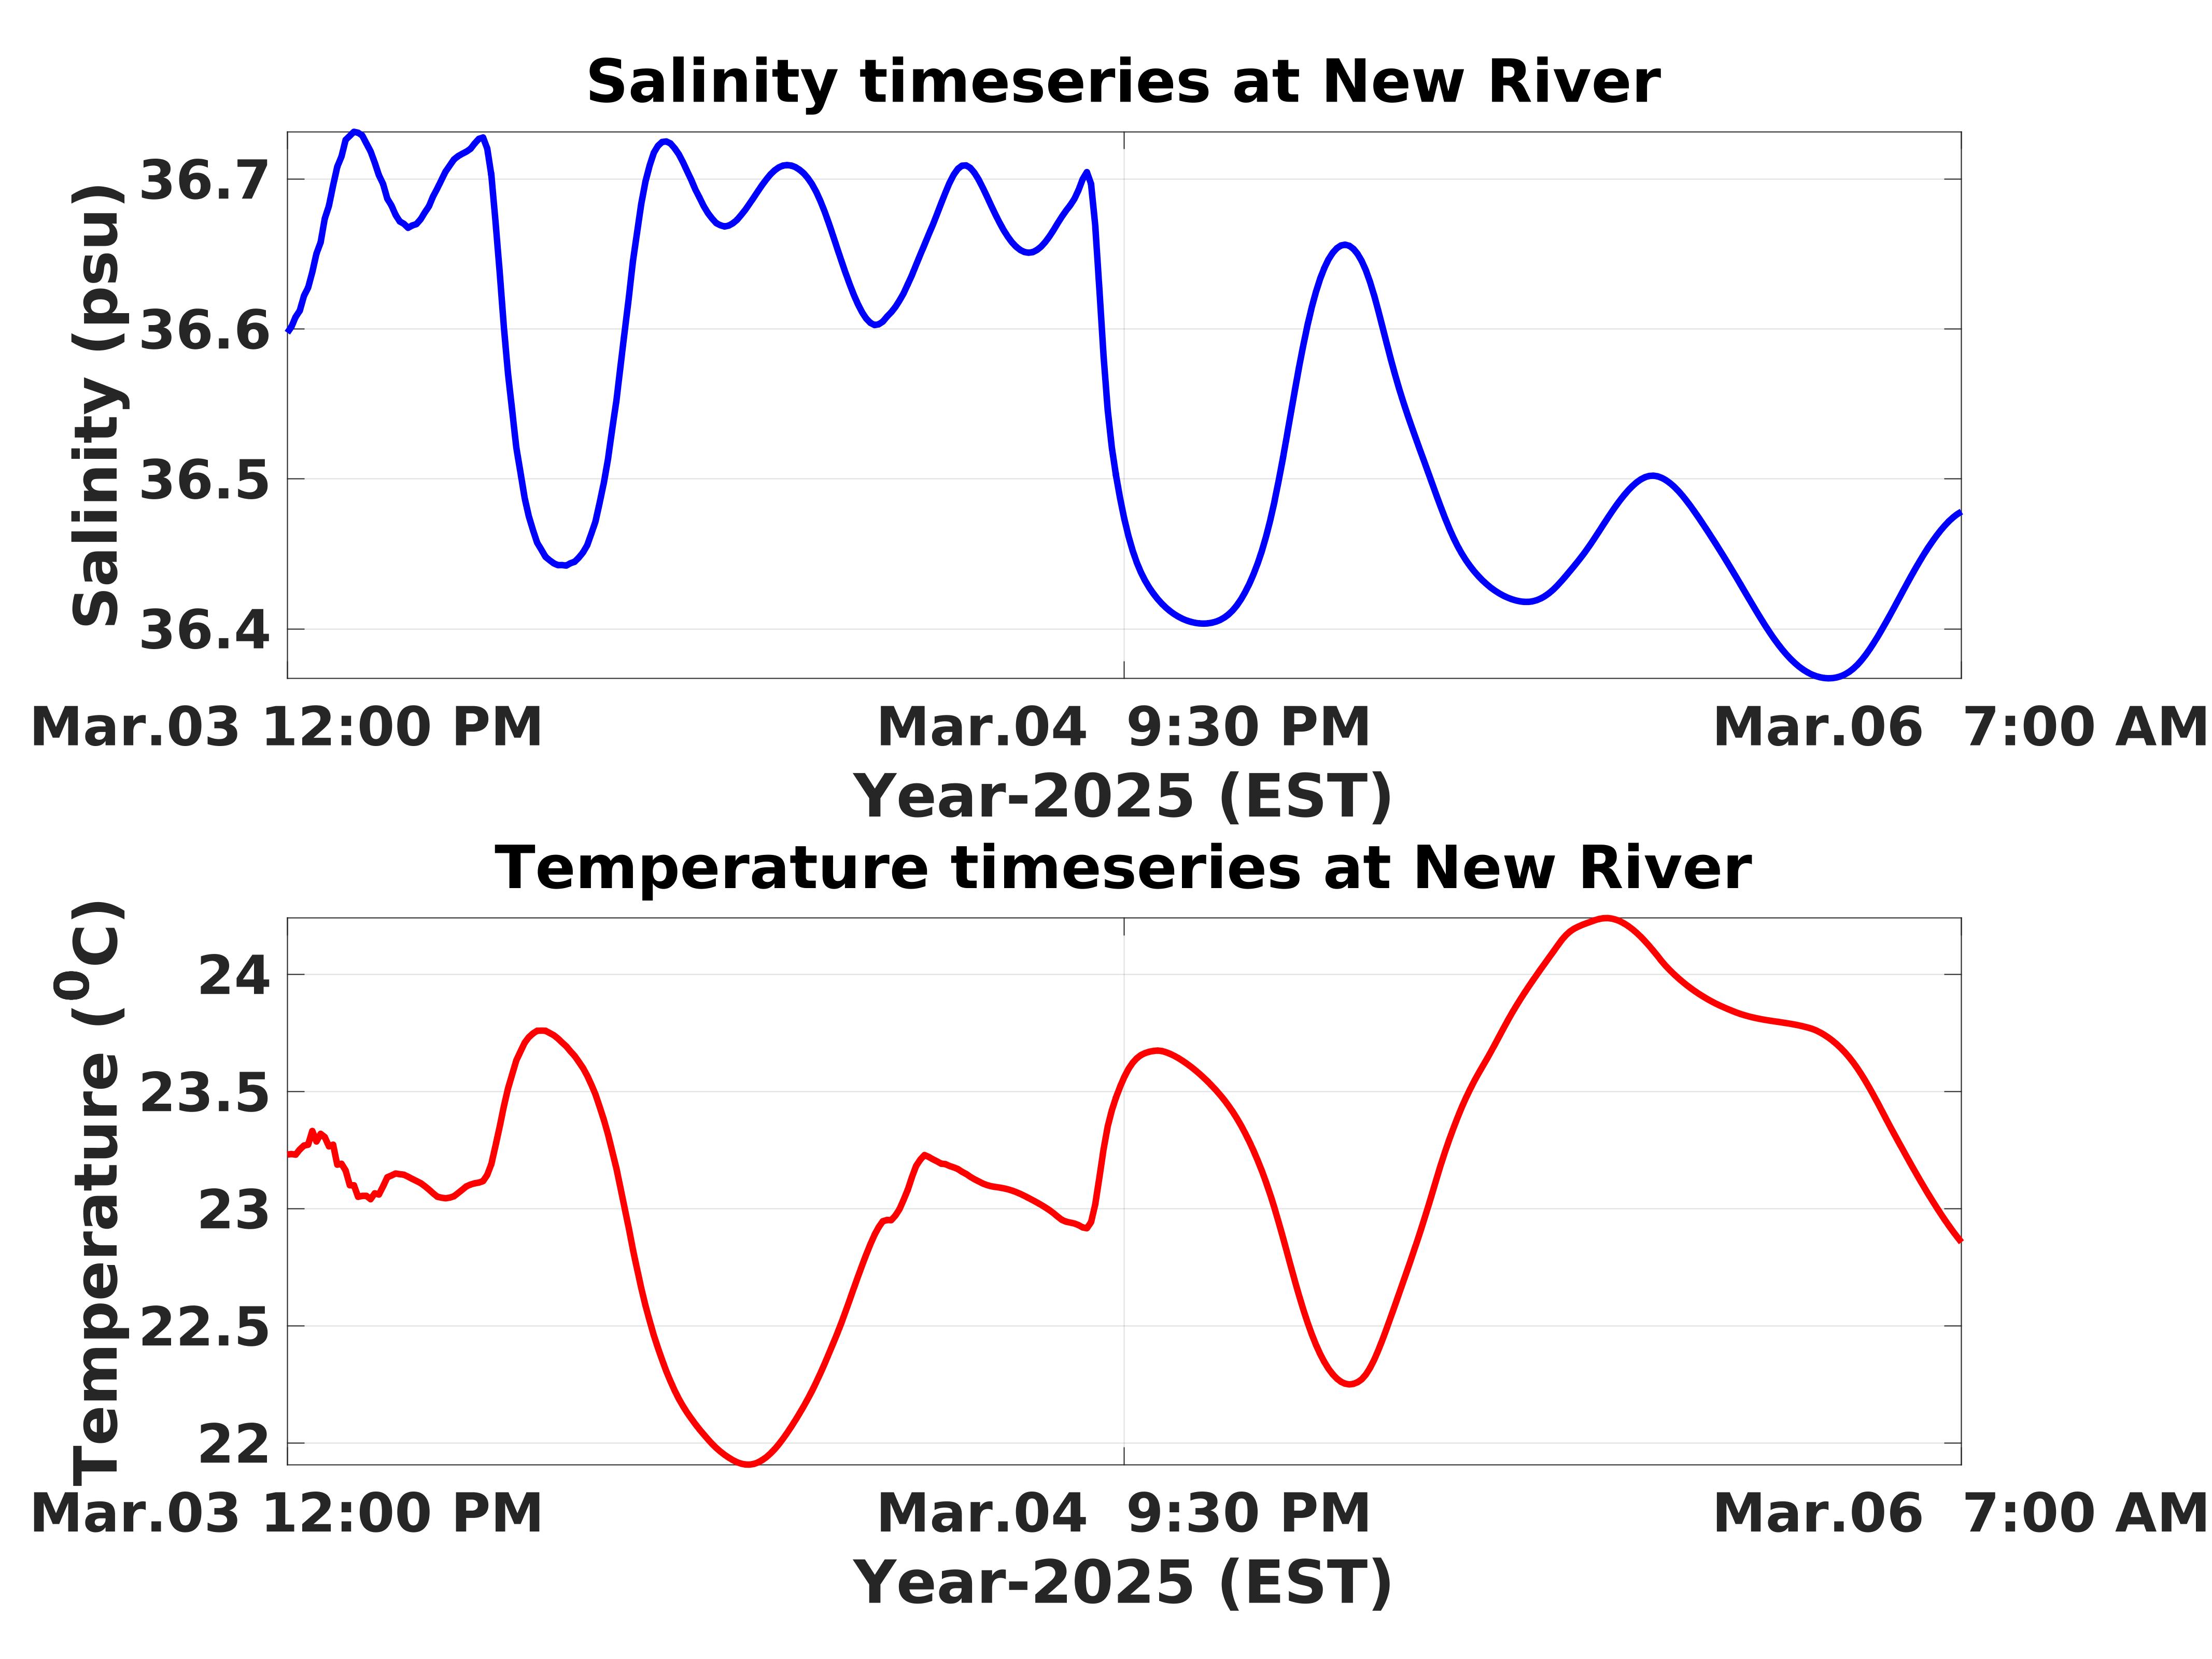 Salinity timeseries at New River
Salinity (psu)
36.7
36.6
36.5
36.4
Mar.03 12:00 PM Mar.04  9:30 PM Mar.06  7:00 AM
Year-2025 (EST)
Temperature timeseries at New River
Temperature (⁰C)
24
23.5
23
22.5
22
Mar.03 12:00 PM Mar.04  9:30 PM Mar.06  7:00 AM
Year-2025 (EST)